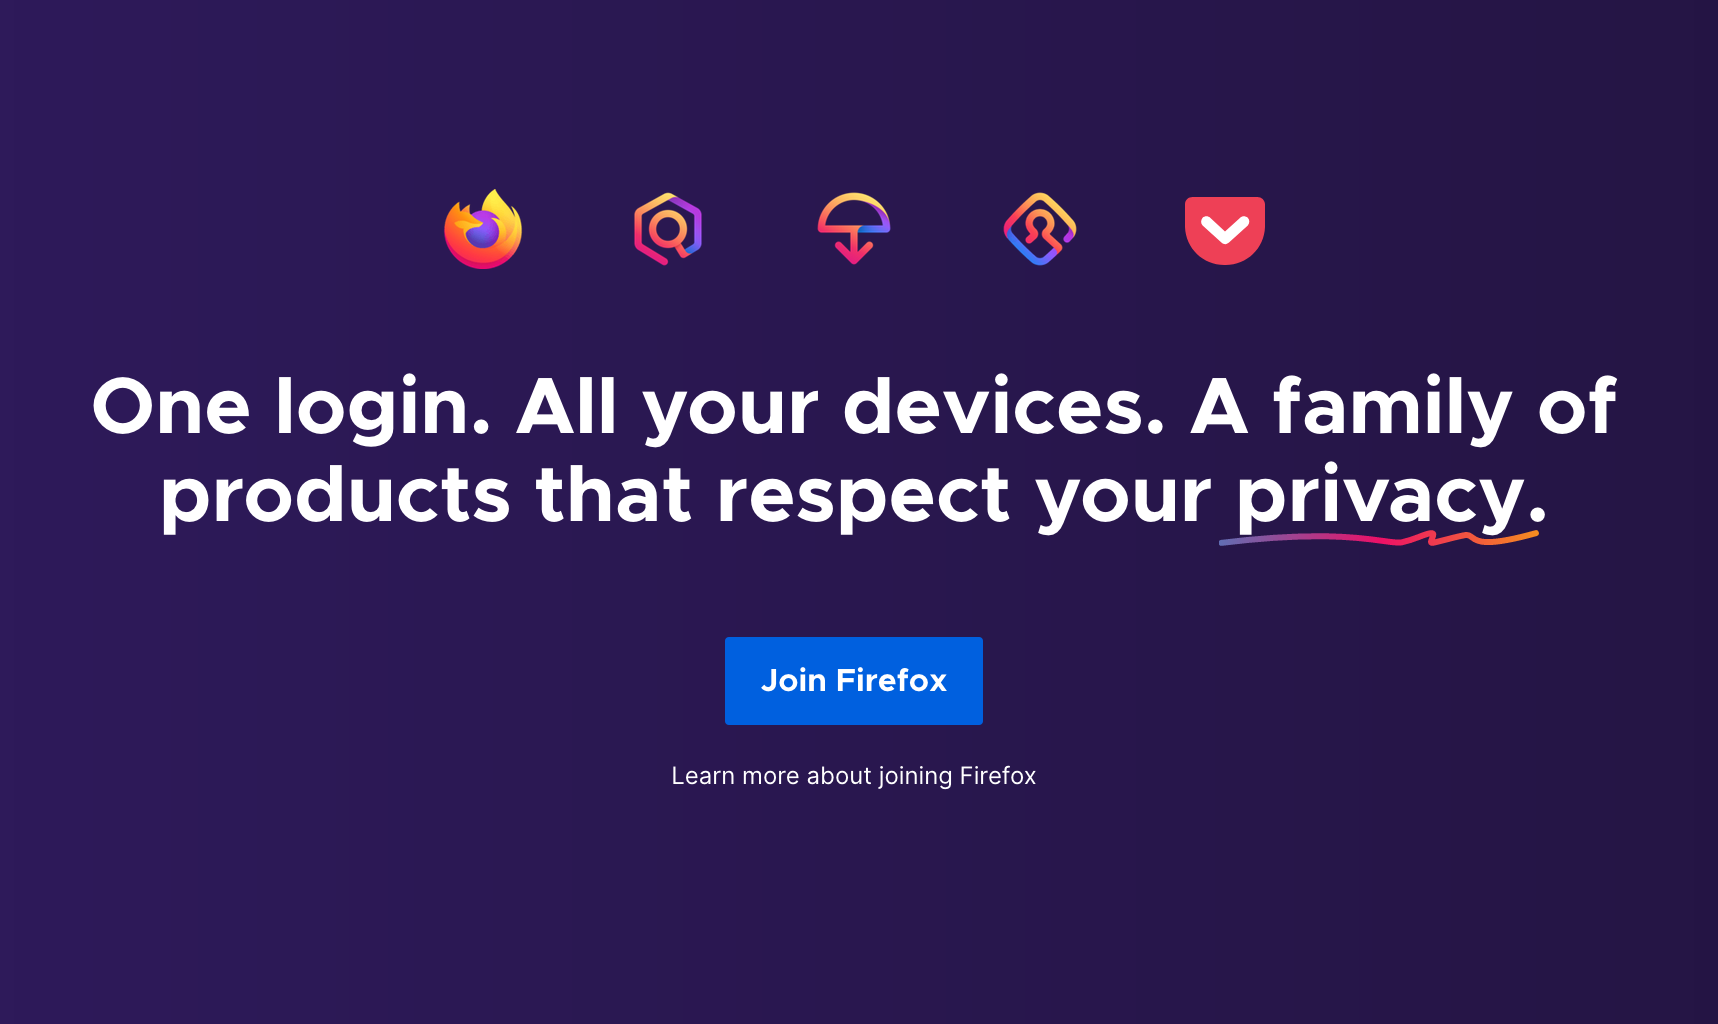 One login. All your devices. A family of
products that respect your privacy.
Join Firefox
Learn more about joining Firefox